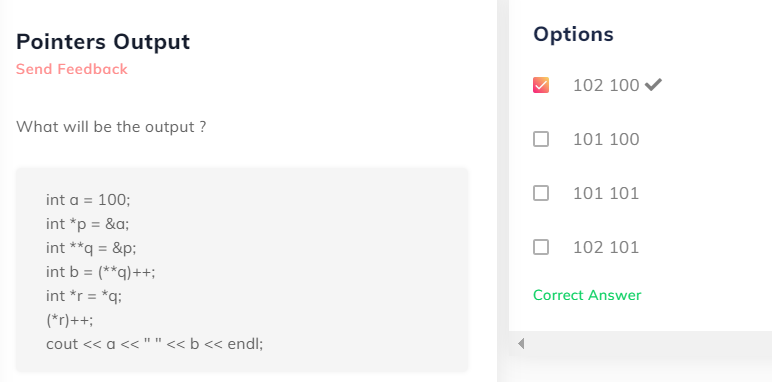 Pointers Output
Send Feedback
What will be the output ?
int a = 100;
int *p = &a;
int **q = &p;
int b = (**q)++;
int *r = *q;
(*r)++;
cout << a << " " << b << endl;
Options
102 100
101 100
101 101
102 101
Correct Answer